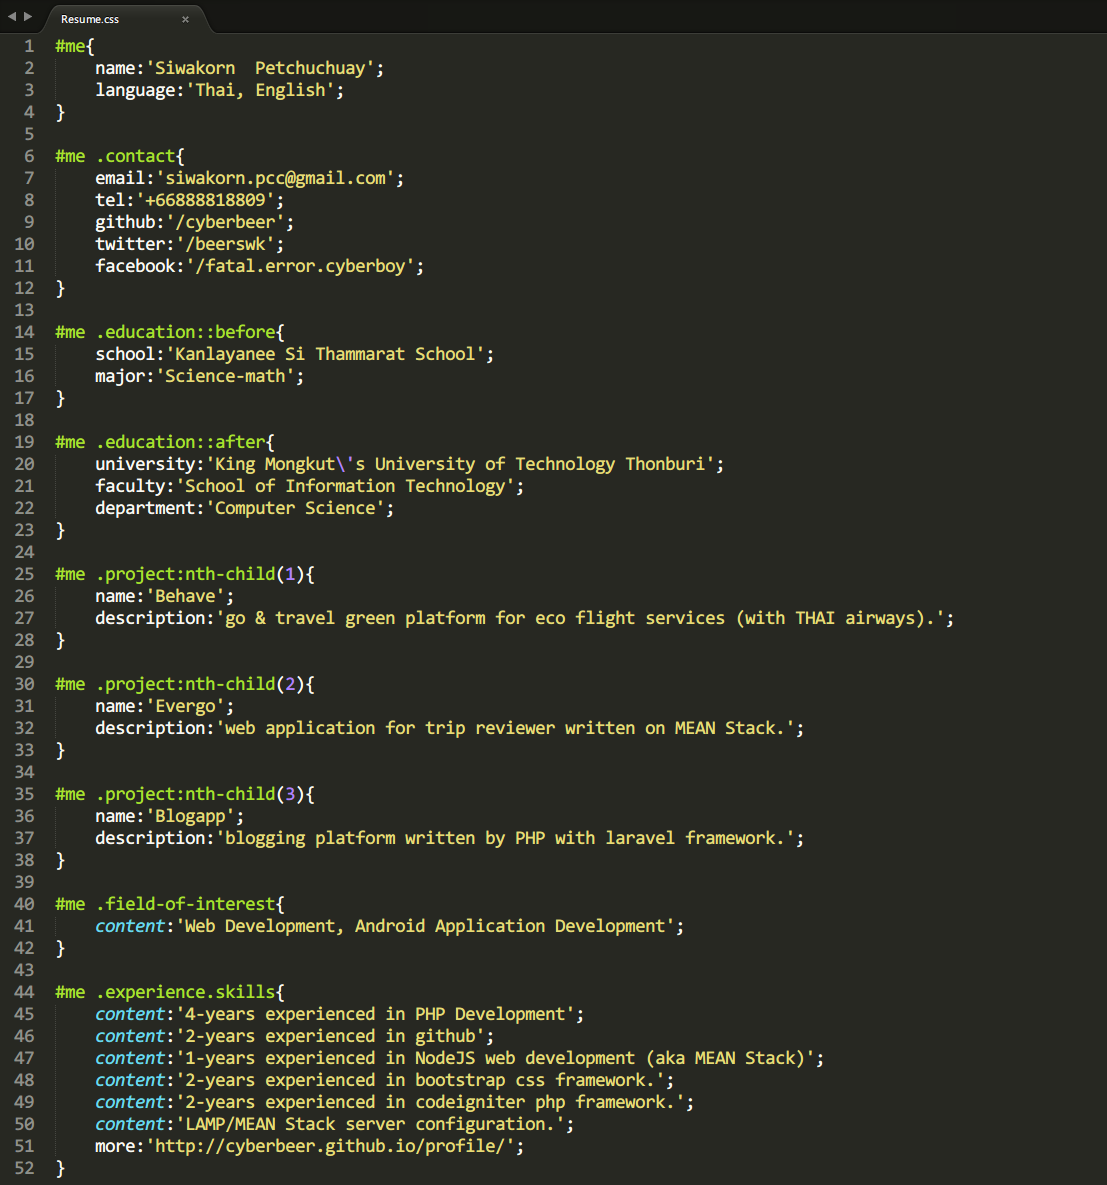 Resume.css ×
1 #me{
2     name:'Siwakorn  Petchuchuay';
3     language:'Thai, English';
4 }
5
6 #me .contact{
7     email:'siwakorn.pcc@gmail.com';
8     tel:'+66888818809';
9     github:'/cyberbeer';
10     twitter:'/beerswk';
11     facebook:'/fatal.error.cyberboy';
12 }
13
14 #me .education::before{
15     school:'Kanlayanee Si Thammarat School';
16     major:'Science-math';
17 }
18
19 #me .education::after{
20     university:'King Mongkut\'s University of Technology Thonburi';
21     faculty:'School of Information Technology';
22     department:'Computer Science';
23 }
24
25 #me .project:nth-child(1){
26     name:'Behave';
27     description:'go & travel green platform for eco flight services (with THAI airways).';
28 }
29
30 #me .project:nth-child(2){
31     name:'Evergo';
32     description:'web application for trip reviewer written on MEAN Stack.';
33 }
34
35 #me .project:nth-child(3){
36     name:'Blogapp';
37     description:'blogging platform written by PHP with laravel framework.';
38 }
39
40 #me .field-of-interest{
41     content:'Web Development, Android Application Development';
42 }
43
44 #me .experience.skills{
45     content:'4-years experienced in PHP Development';
46     content:'2-years experienced in github';
47     content:'1-years experienced in NodeJS web development (aka MEAN Stack)';
48     content:'2-years experienced in bootstrap css framework.';
49     content:'2-years experienced in codeigniter php framework.';
50     content:'LAMP/MEAN Stack server configuration.';
51     more:'http://cyberbeer.github.io/profile/';
52 }